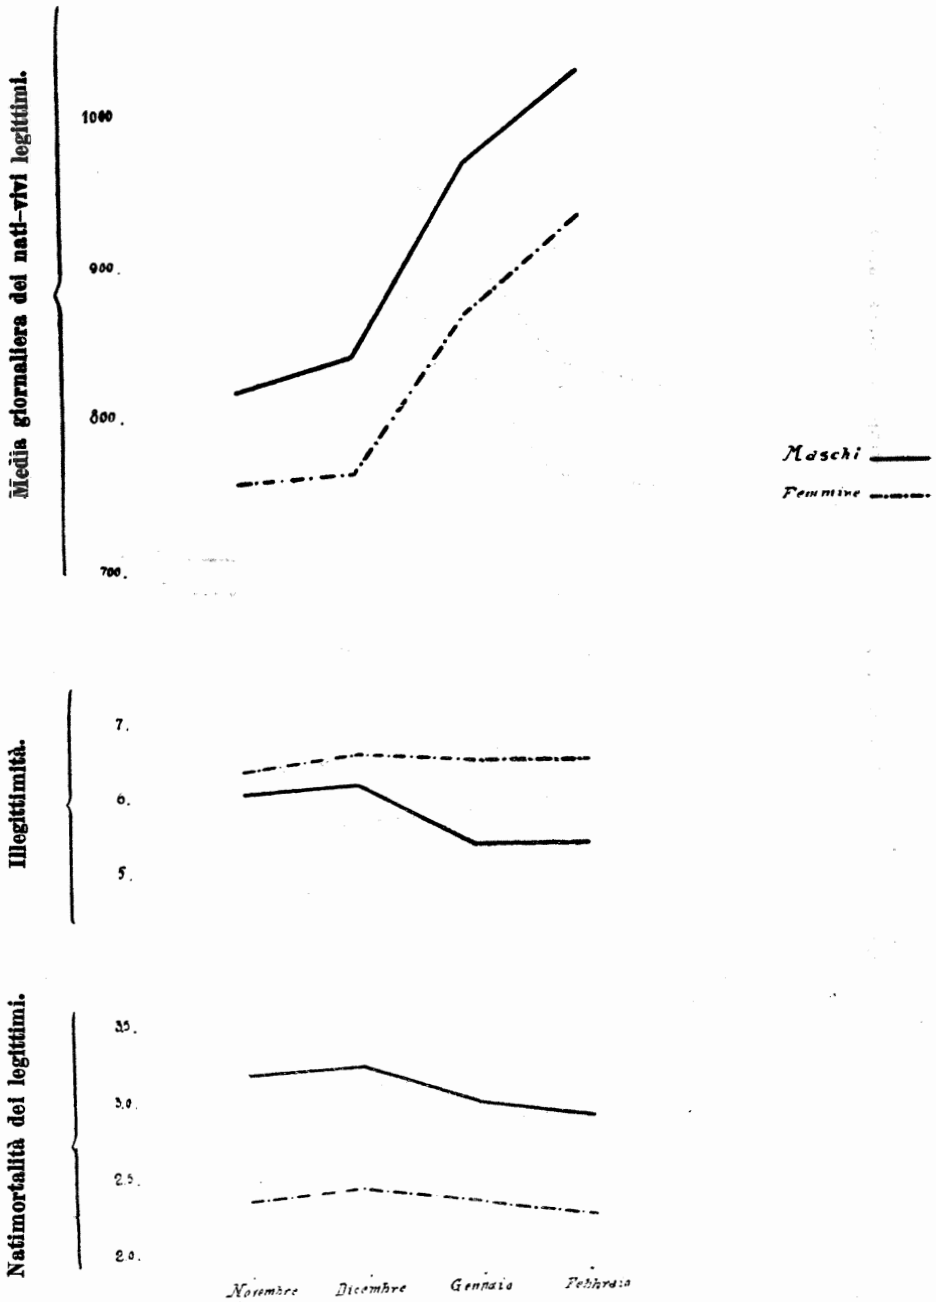 Media giornaliera dei nati-vivi legittimi.
1000
900.
800.
700.
Maschi
Femmine
Illegittimità.
7.
6.
5.
Natimortalità dei legittimi.
3.5.
3.0.
2.5.
2.0.
Novembre Dicembre Gennaio Febbraio